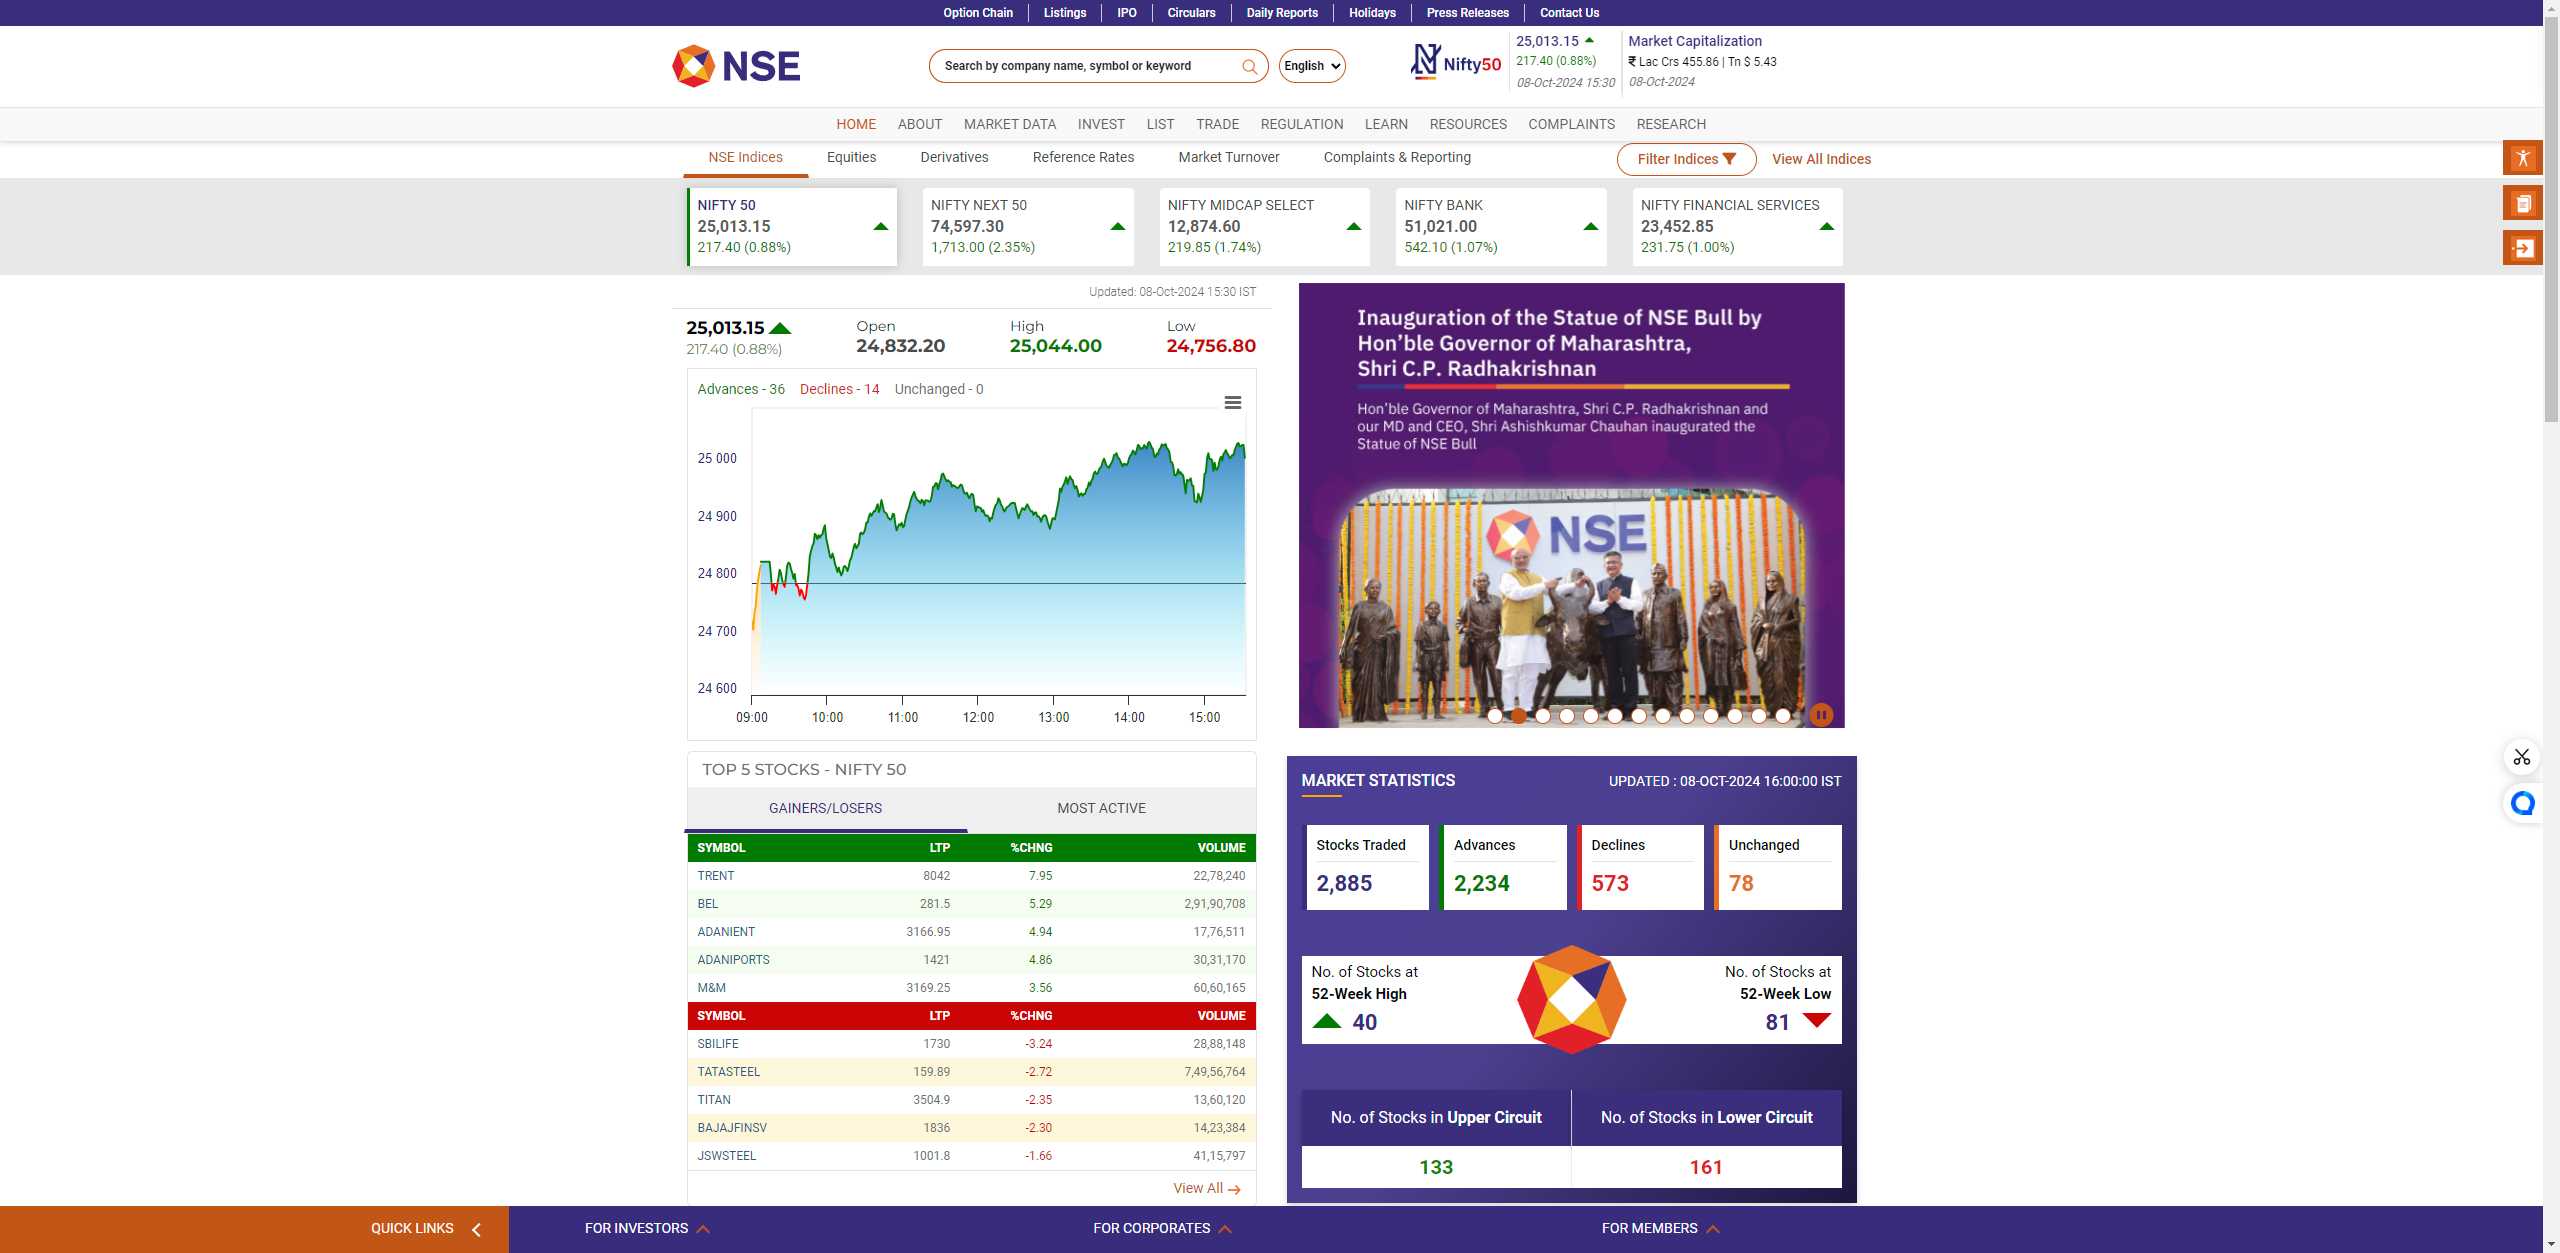 Option Chain Listings IPO Circulars Daily Reports Holidays Press Releases Contact Us
NSE
Search by company name, symbol or keyword
English
Nifty50
25,013.15
217.40 (0.88%)
08-Oct-2024 15:30
Market Capitalization
₹ Lac Crs 455.86 | Tn $ 5.43
08-Oct-2024
HOME ABOUT MARKET DATA INVEST LIST TRADE REGULATION LEARN RESOURCES COMPLAINTS RESEARCH
NSE Indices Equities Derivatives Reference Rates Market Turnover Complaints & Reporting
Filter Indices View All Indices
NIFTY 50
25,013.15
217.40 (0.88%)
NIFTY NEXT 50
74,597.30
1,713.00 (2.35%)
NIFTY MIDCAP SELECT
12,874.60
219.85 (1.74%)
NIFTY BANK
51,021.00
542.10 (1.07%)
NIFTY FINANCIAL SERVICES
23,452.85
231.75 (1.00%)
Updated: 08-Oct-2024 15:30 IST
25,013.15
217.40 (0.88%)
Open
24,832.20
High
25,044.00
Low
24,756.80
Advances - 36 Declines - 14 Unchanged - 0
25 000
24 900
24 800
24 700
24 600
09:00 10:00 11:00 12:00 13:00 14:00 15:00
Inauguration of the Statue of NSE Bull by
Hon'ble Governor of Maharashtra,
Shri C.P. Radhakrishnan
Hon'ble Governor of Maharashtra, Shri C.P. Radhakrishnan and
our MD and CEO, Shri Ashishkumar Chauhan inaugurated the
Statue of NSE Bull
NSE
TOP 5 STOCKS - NIFTY 50
GAINERS/LOSERS MOST ACTIVE
SYMBOL LTP %CHNG VOLUME
TRENT 8042 7.95 22,78,240
BEL 281.5 5.29 2,91,90,708
ADANIENT 3166.95 4.94 17,76,511
ADANIPORTS 1421 4.86 30,31,170
M&M 3169.25 3.56 60,60,165
SYMBOL LTP %CHNG VOLUME
SBILIFE 1730 -3.24 28,88,148
TATASTEEL 159.89 -2.72 7,49,56,764
TITAN 3504.9 -2.35 13,60,120
BAJAJFINSV 1836 -2.30 14,23,384
JSWSTEEL 1001.8 -1.66 41,15,797
View All
MARKET STATISTICS UPDATED : 08-OCT-2024 16:00:00 IST
Stocks Traded
2,885
Advances
2,234
Declines
573
Unchanged
78
No. of Stocks at
52-Week High
40
No. of Stocks at
52-Week Low
81
No. of Stocks in Upper Circuit
133
No. of Stocks in Lower Circuit
161
QUICK LINKS FOR INVESTORS FOR CORPORATES FOR MEMBERS